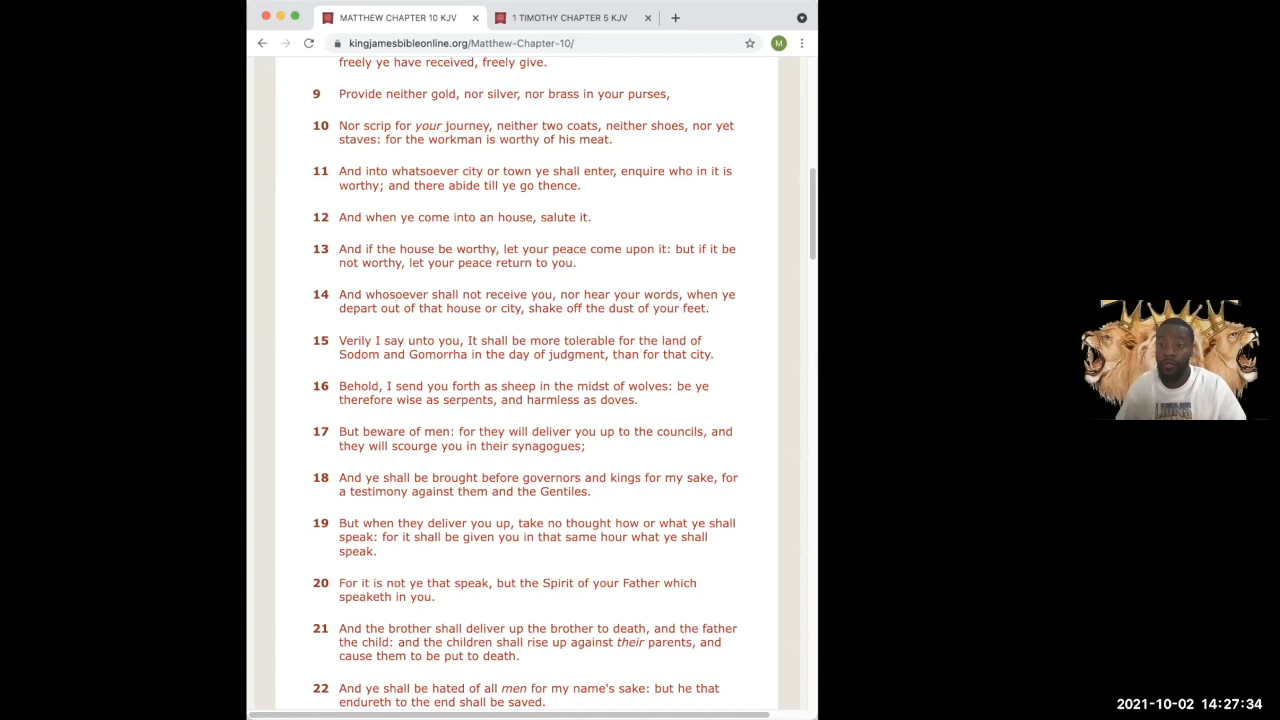 MATTHEW CHAPTER 10 KJV
1 TIMOTHY CHAPTER 5 KJV
kingjamesbibleonline.org/Matthew-Chapter-10/
M
freely ye have received, freely give.
9 Provide neither gold, nor silver, nor brass in your purses,
10 Nor scrip for your journey, neither two coats, neither shoes, nor yet
staves: for the workman is worthy of his meat.
11 And into whatsoever city or town ye shall enter, enquire who in it is
worthy; and there abide till ye go thence.
12 And when ye come into an house, salute it.
13 And if the house be worthy, let your peace come upon it: but if it be
not worthy, let your peace return to you.
14 And whosoever shall not receive you, nor hear your words, when ye
depart out of that house or city, shake off the dust of your feet.
15 Verily I say unto you, It shall be more tolerable for the land of
Sodom and Gomorrha in the day of judgment, than for that city.
16 Behold, I send you forth as sheep in the midst of wolves: be ye
therefore wise as serpents, and harmless as doves.
17 But beware of men: for they will deliver you up to the councils, and
they will scourge you in their synagogues;
18 And ye shall be brought before governors and kings for my sake, for
a testimony against them and the Gentiles.
19 But when they deliver you up, take no thought how or what ye shall
speak: for it shall be given you in that same hour what ye shall
speak.
20 For it is not ye that speak, but the Spirit of your Father which
speaketh in you.
21 And the brother shall deliver up the brother to death, and the father
the child: and the children shall rise up against their parents, and
cause them to be put to death.
22 And ye shall be hated of all men for my name's sake: but he that
endureth to the end shall be saved.
2021-10-02 14:27:34